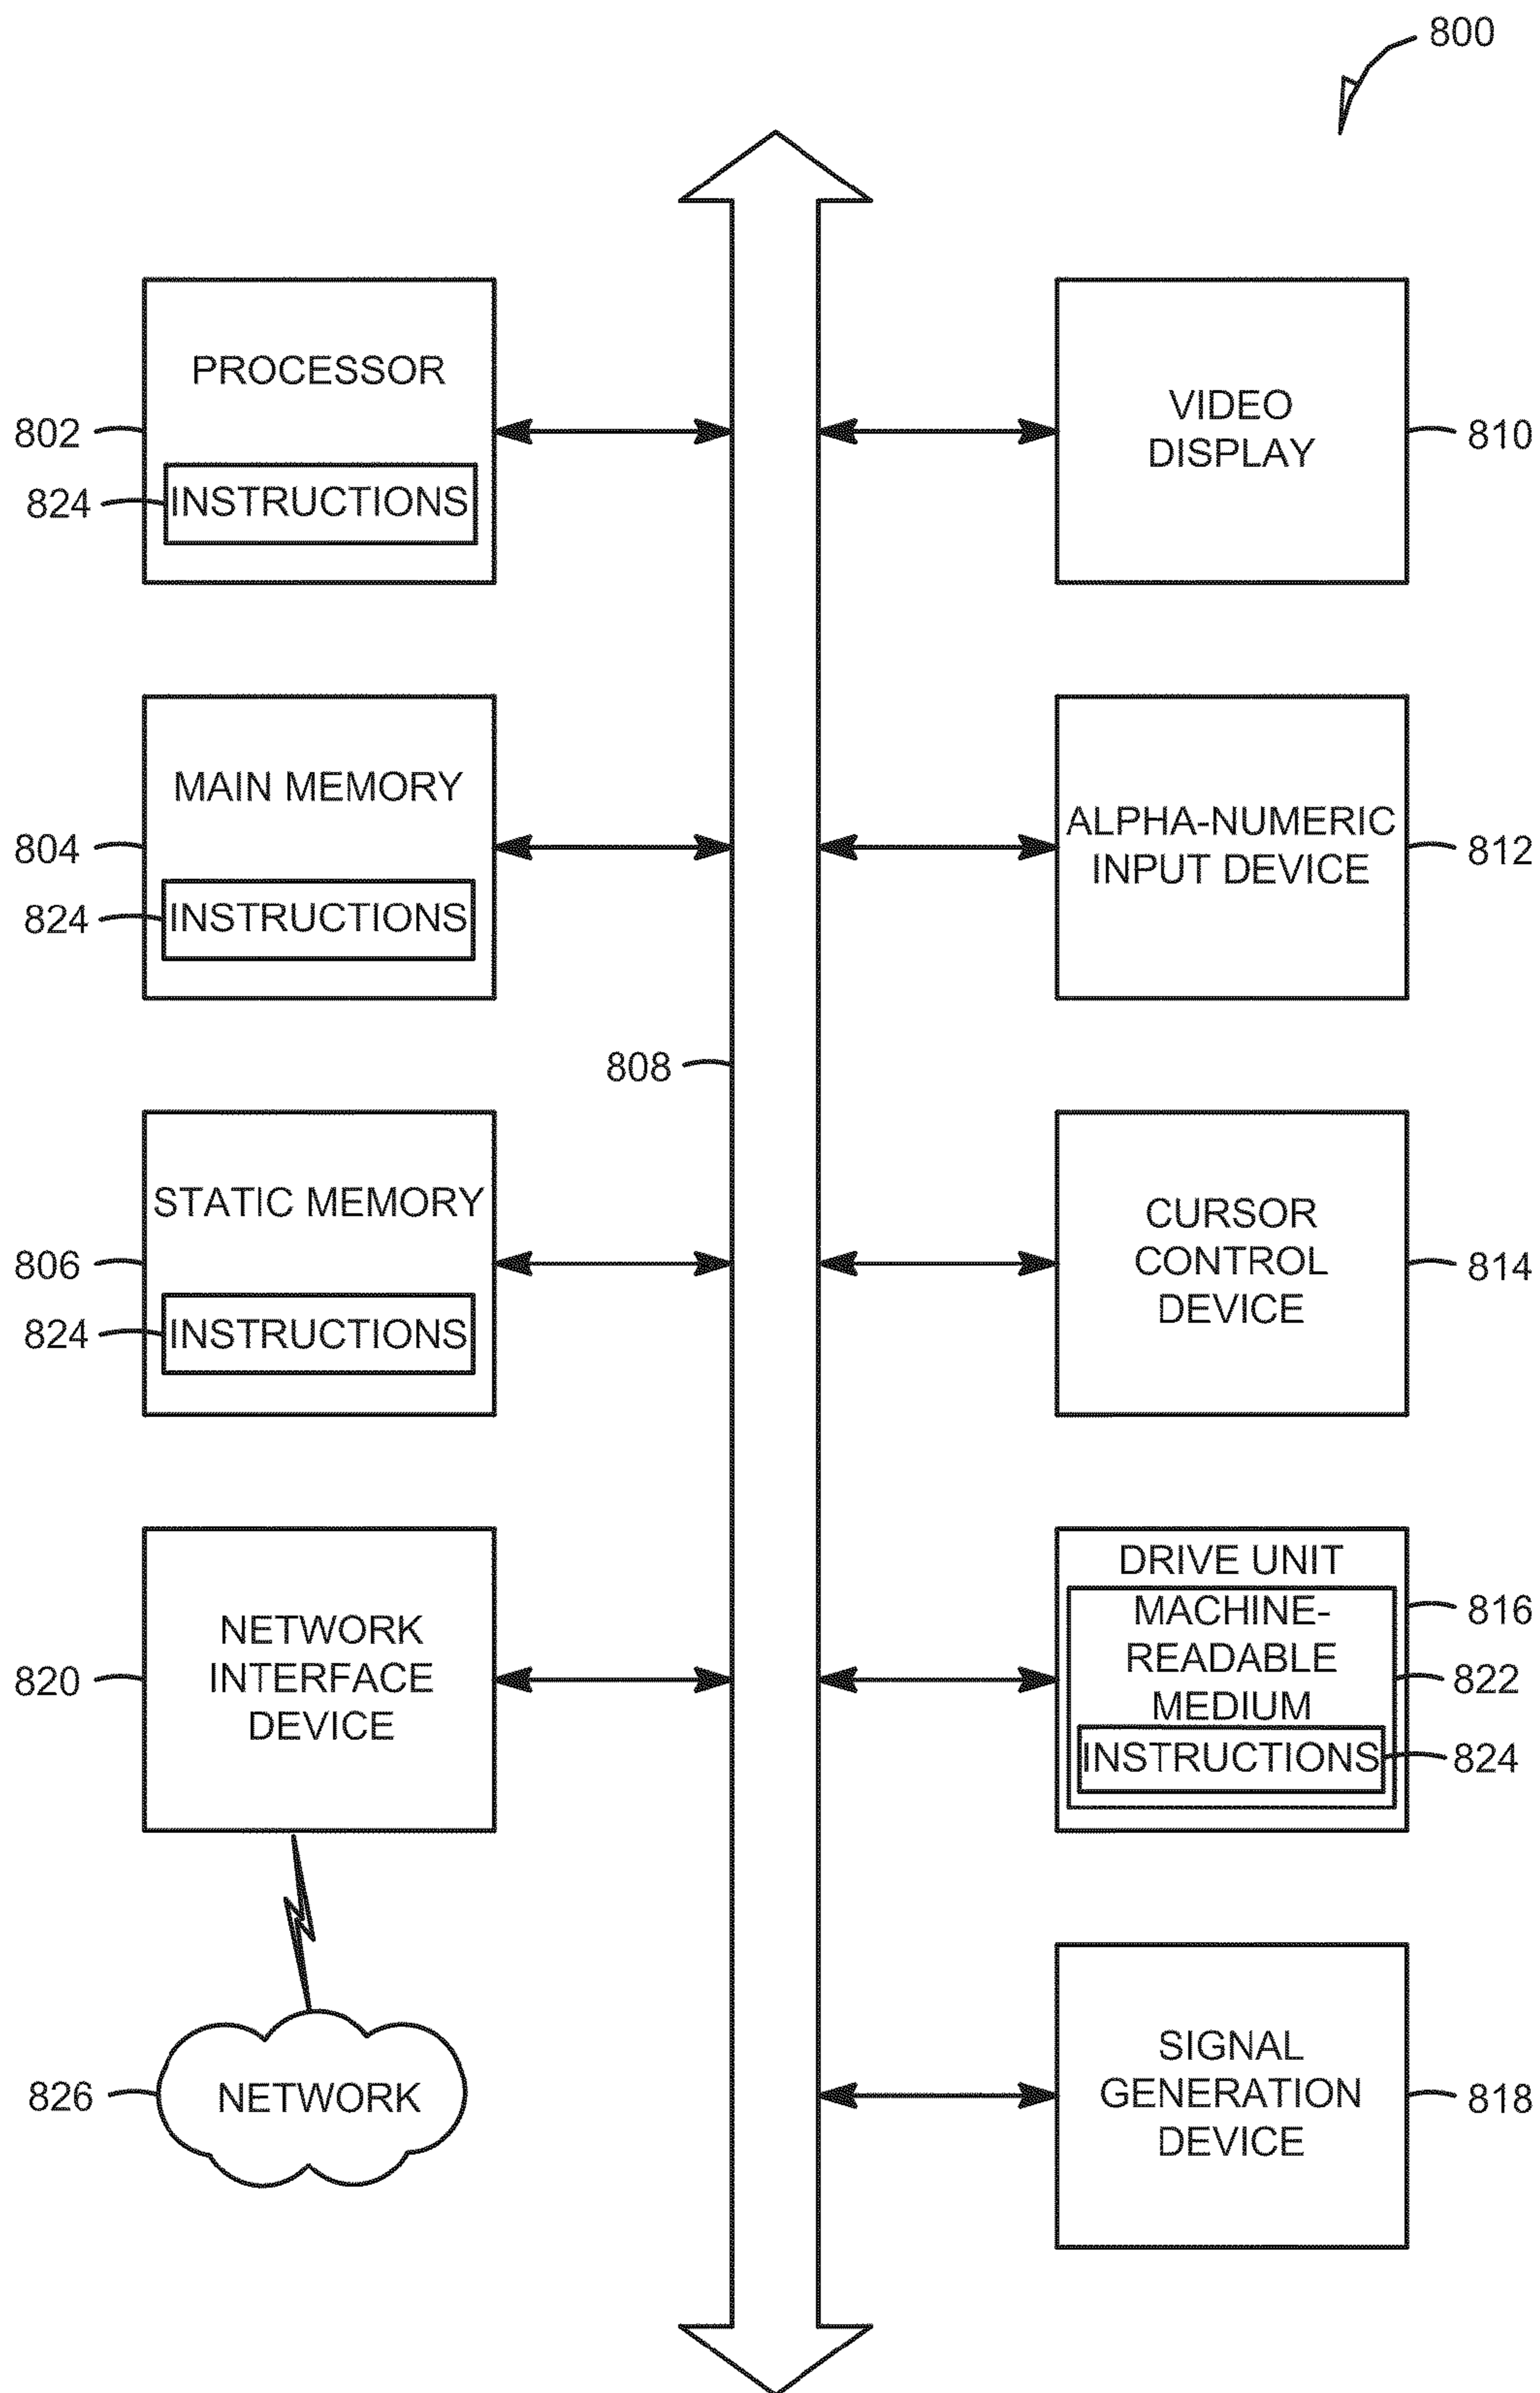 800
PROCESSOR
802
824
INSTRUCTIONS
VIDEO
DISPLAY
810
MAIN MEMORY
804
824
INSTRUCTIONS
ALPHA-NUMERIC
INPUT DEVICE
812
808
STATIC MEMORY
806
824
INSTRUCTIONS
CURSOR
CONTROL
DEVICE
814
NETWORK
INTERFACE
DEVICE
820
DRIVE UNIT
816
MACHINE-
READABLE
MEDIUM
822
INSTRUCTIONS
824
826
NETWORK
SIGNAL
GENERATION
DEVICE
818